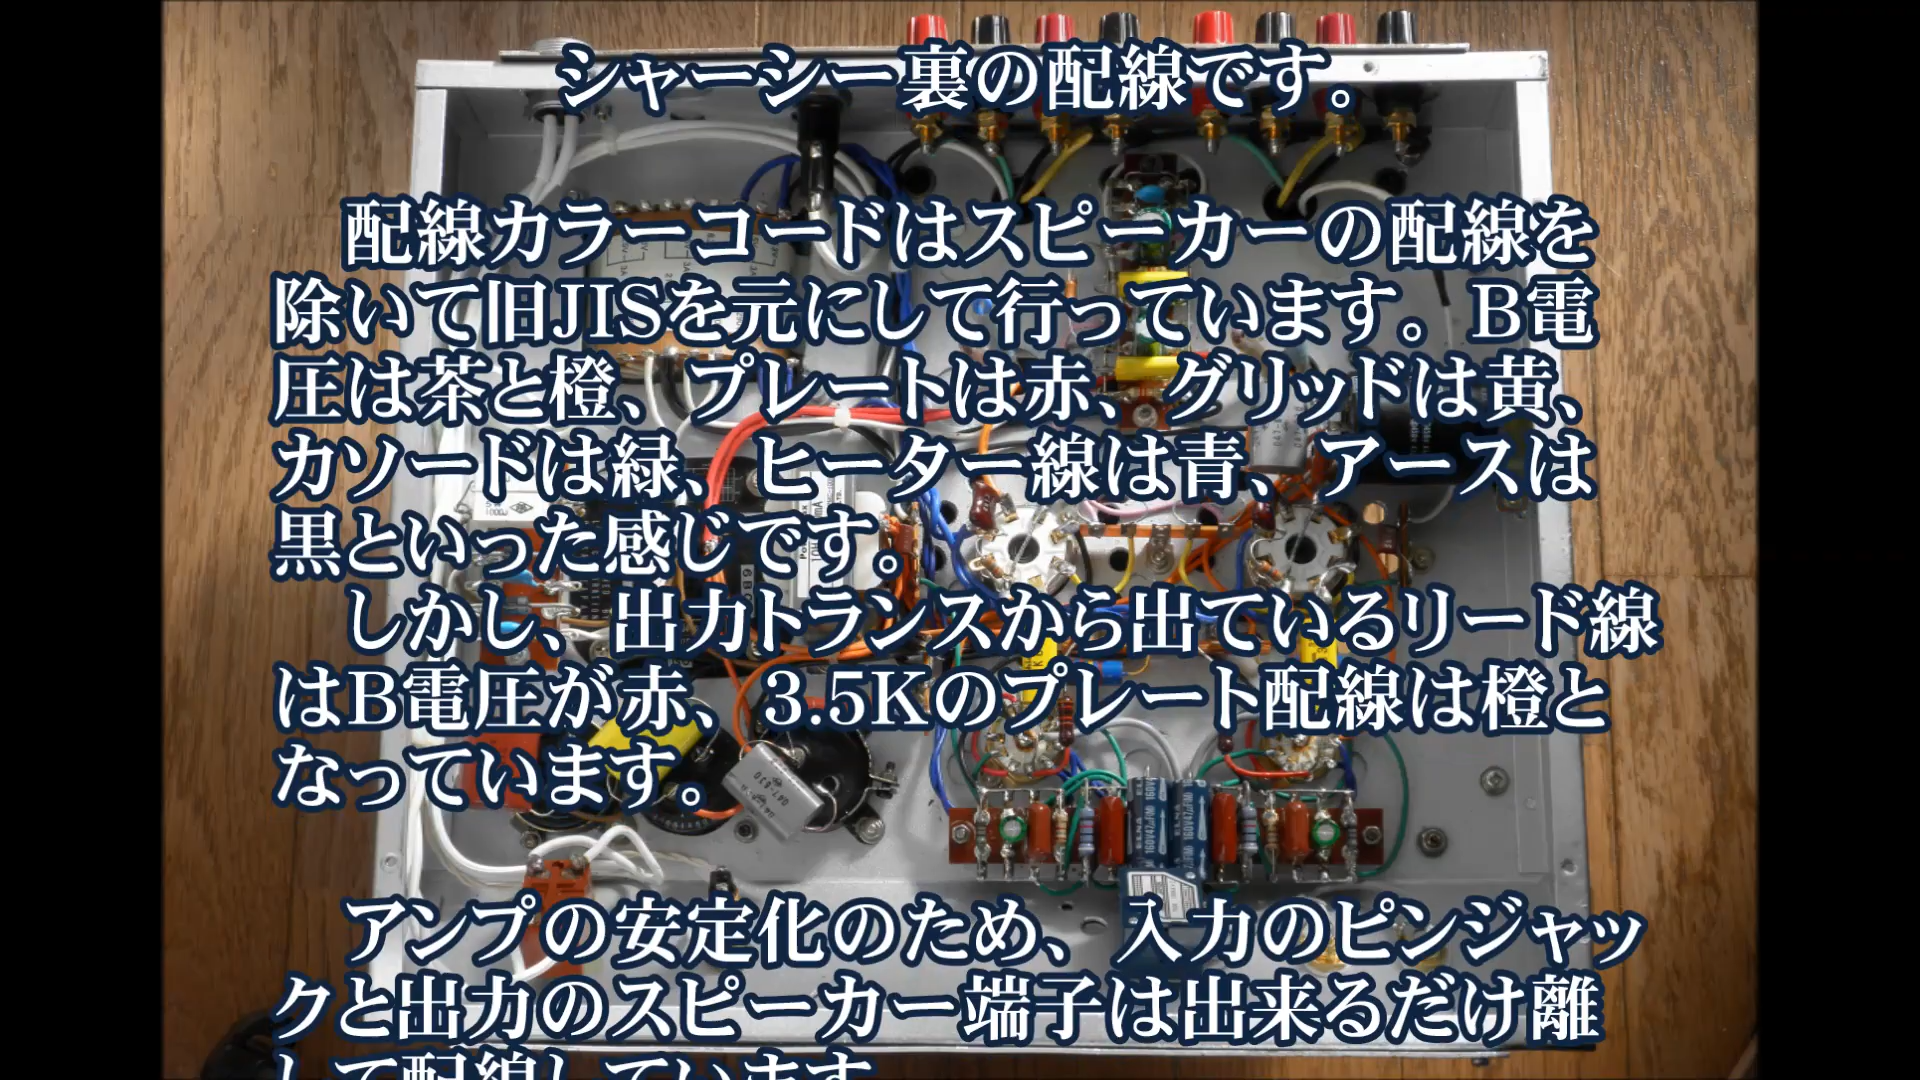 シャーシー裏の配線です。
配線カラーコードはスピーカーの配線を
除いて旧JISを元にして行っています。B電
圧は茶と橙、プレートは赤、グリッドは黄、
カソードは緑、ヒーター線は青、アースは
黒といった感じです。
しかし、出力トランスから出ているリード線
はB電圧が赤、3.5Kのプレート配線は橙と
なっています。
アンプの安定化のため、入力のピンジャッ
クと出力のスピーカー端子は出来るだけ離
して配線しています